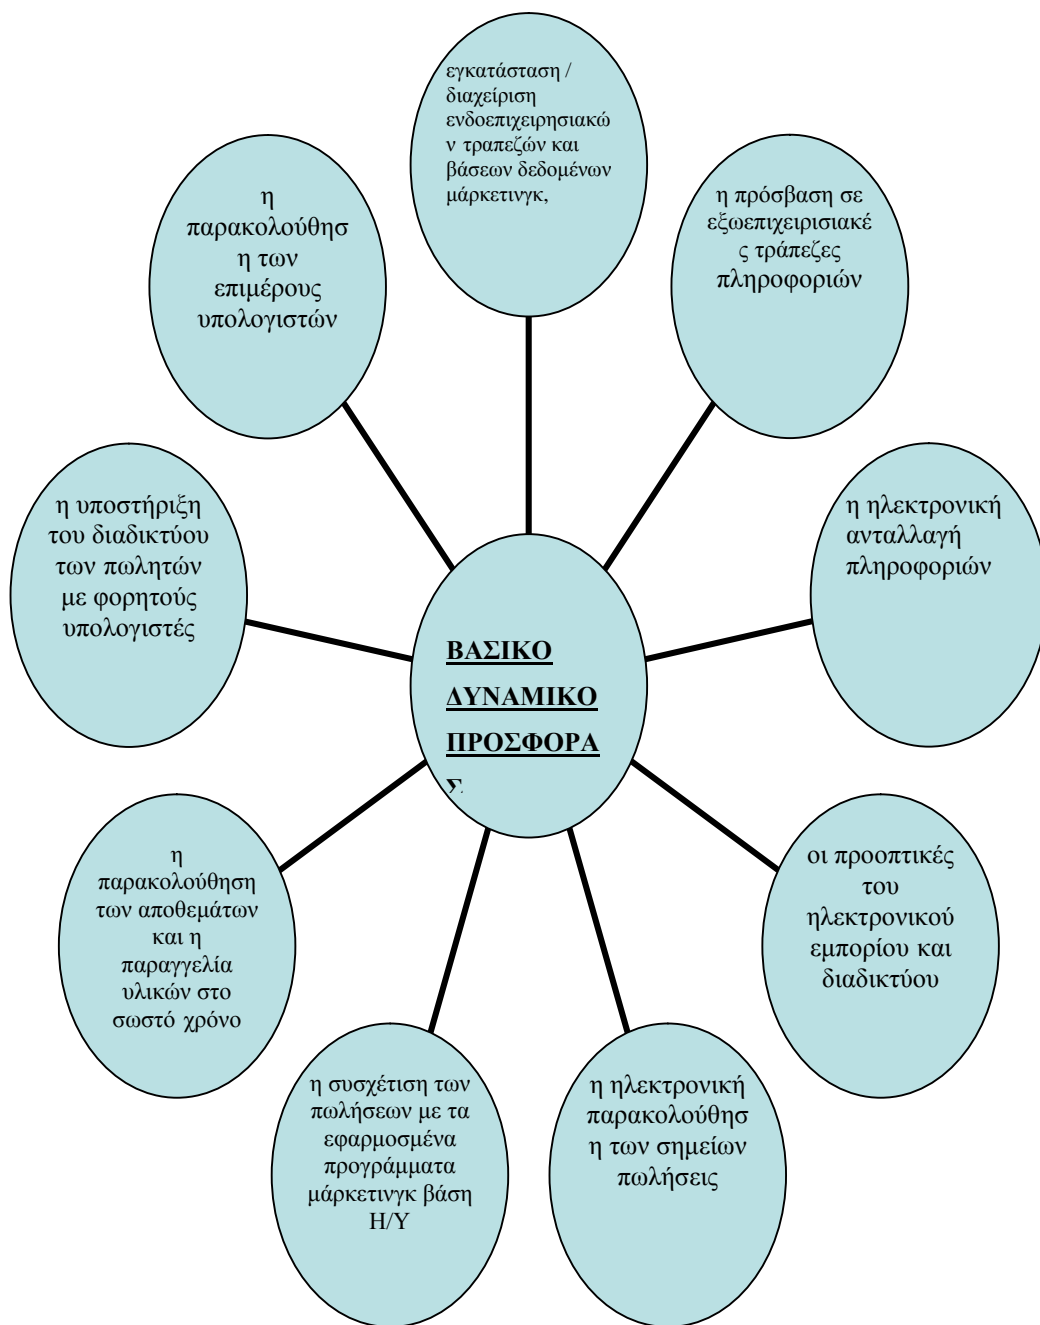 εγκατάσταση /
διαχείριση
ενδοεπιχειρησιακώ
ν τραπεζών και
βάσεων δεδομένων
μάρκετινγκ,
η πρόσβαση σε
εξωεπιχειρισιακέ
ς τράπεζες
πληροφοριών
η ηλεκτρονική
ανταλλαγή
πληροφοριών
οι προοπτικές
του
ηλεκτρονικού
εμπορίου και
διαδικτύου
η ηλεκτρονική
παρακολούθησ
η των σημείων
πωλήσεις
η συσχέτιση των
πωλήσεων με τα
εφαρμοσμένα
προγράμματα
μάρκετινγκ βάση
Η/Υ
η
παρακολούθηση
των αποθεμάτων
και η
παραγγελία
υλικών στο
σωστό χρόνο
η υποστήριξη
του διαδικτύου
των πωλητών
με φορητούς
υπολογιστές
η
παρακολούθησ
η των
επιμέρους
υπολογιστών
ΒΑΣΙΚΟ
ΔΥΝΑΜΙΚΟ
ΠΡΟΣΦΟΡΑ
Σ